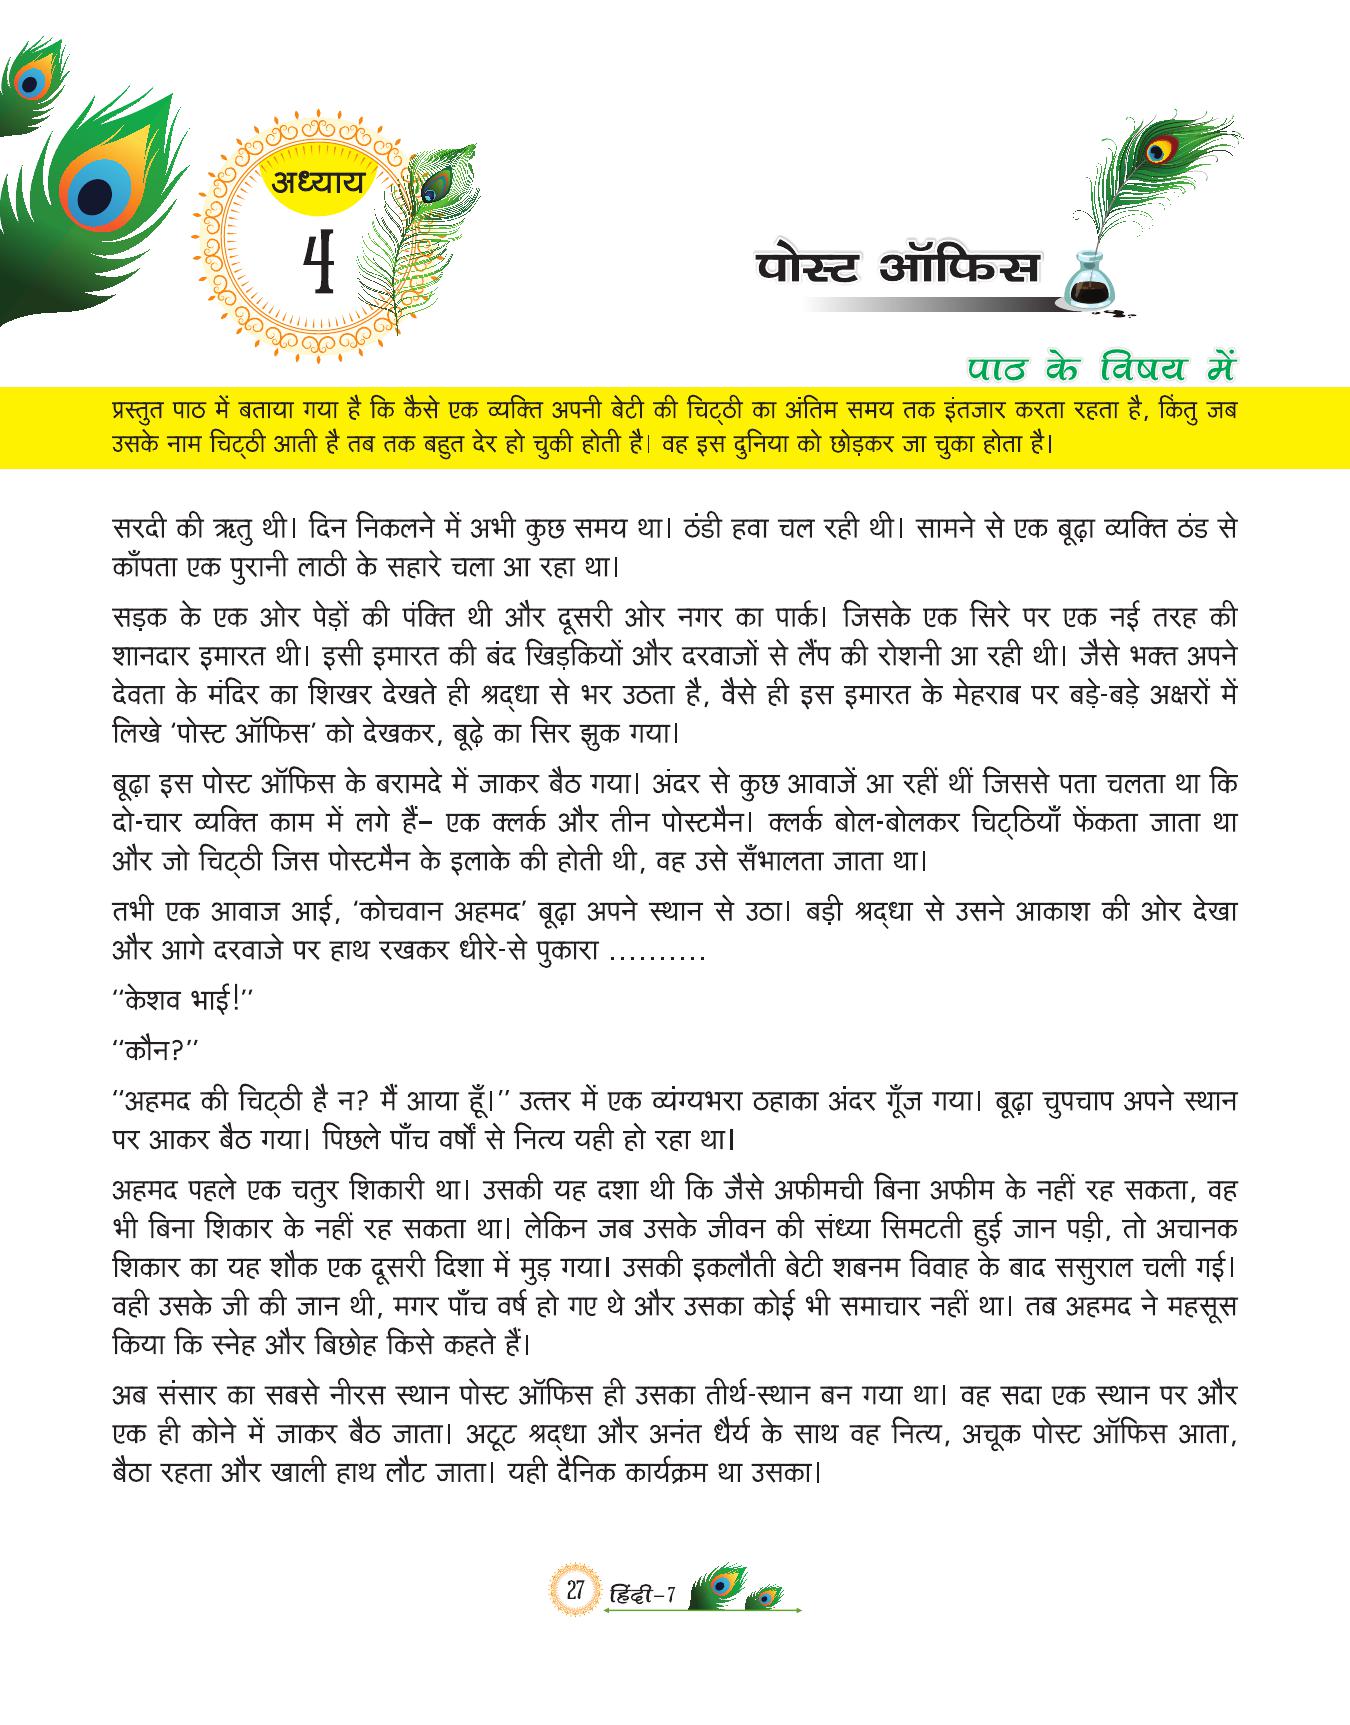 अध्याय
4
पोस्ट ऑफिस
पाठ के विषय में
प्रस्तुत पाठ में बताया गया है कि कैसे एक व्यक्ति अपनी बेटी की चिट्ठी का अंतिम समय तक इंतजार करता रहता है, किंतु जब
उसके नाम चिट्ठी आती है तब तक बहुत देर हो चुकी होती है। वह इस दुनिया को छोड़कर जा चुका होता है।
सरदी की ऋतु थी। दिन निकलने में अभी कुछ समय था। ठंडी हवा चल रही थी। सामने से एक बूढ़ा व्यक्ति ठंड से
काँपता एक पुरानी लाठी के सहारे चला आ रहा था।
सड़क के एक ओर पेड़ों की पंक्ति थी और दूसरी ओर नगर का पार्क। जिसके एक सिरे पर एक नई तरह की
शानदार इमारत थी। इसी इमारत की बंद खिड़कियों और दरवाजों से लैंप की रोशनी आ रही थी। जैसे भक्त अपने
देवता के मंदिर का शिखर देखते ही श्रद्धा से भर उठता है, वैसे ही इस इमारत के मेहराब पर बड़े-बड़े अक्षरों में
लिखे ‘पोस्ट ऑफिस’ को देखकर, बूढ़े का सिर झुक गया।
बूढ़ा इस पोस्ट ऑफिस के बरामदे में जाकर बैठ गया। अंदर से कुछ आवाजें आ रहीं थीं जिससे पता चलता था कि
दो-चार व्यक्ति काम में लगे हैं– एक क्लर्क और तीन पोस्टमैन। क्लर्क बोल-बोलकर चिट्ठियाँ फेंकता जाता था
और जो चिट्ठी जिस पोस्टमैन के इलाके की होती थी, वह उसे सँभालता जाता था।
तभी एक आवाज आई, ‘कोचवान अहमद’ बूढ़ा अपने स्थान से उठा। बड़ी श्रद्धा से उसने आकाश की ओर देखा
और आगे दरवाजे पर हाथ रखकर धीरे-से पुकारा ..........
‘‘केशव भाई!’’
‘‘कौन?’’
‘‘अहमद की चिट्ठी है न? मैं आया हूँ।’’ उत्तर में एक व्यंग्यभरा ठहाका अंदर गूँज गया। बूढ़ा चुपचाप अपने स्थान
पर आकर बैठ गया। पिछले पाँच वर्षों से नित्य यही हो रहा था।
अहमद पहले एक चतुर शिकारी था। उसकी यह दशा थी कि जैसे अफीमची बिना अफीम के नहीं रह सकता, वह
भी बिना शिकार के नहीं रह सकता था। लेकिन जब उसके जीवन की संध्या सिमटती हुई जान पड़ी, तो अचानक
शिकार का यह शौक एक दूसरी दिशा में मुड़ गया। उसकी इकलौती बेटी शबनम विवाह के बाद ससुराल चली गई।
वही उसके जी की जान थी, मगर पाँच वर्ष हो गए थे और उसका कोई भी समाचार नहीं था। तब अहमद ने महसूस
किया कि स्नेह और बिछोह किसे कहते हैं।
अब संसार का सबसे नीरस स्थान पोस्ट ऑफिस ही उसका तीर्थ-स्थान बन गया था। वह सदा एक स्थान पर और
एक ही कोने में जाकर बैठ जाता। अटूट श्रद्धा और अनंत धैर्य के साथ वह नित्य, अचूक पोस्ट ऑफिस आता,
बैठा रहता और खाली हाथ लौट जाता। यही दैनिक कार्यक्रम था उसका।
27 हिंदी–7